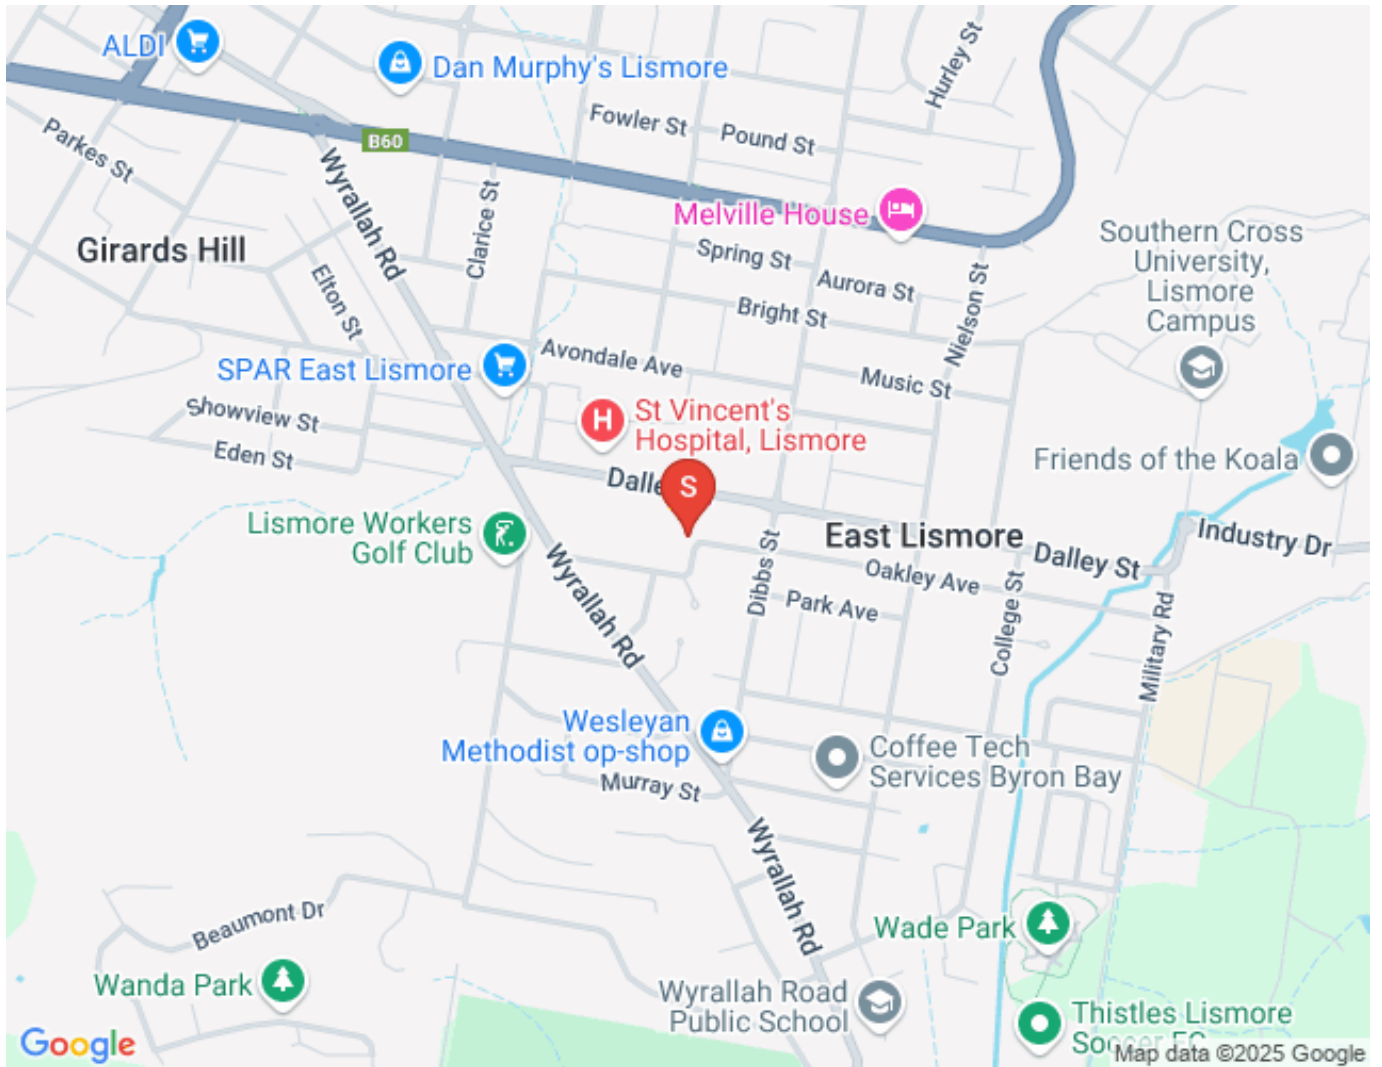 ALDI
Dan Murphy's Lismore
Hurley St
Fowler St
Pound St
B60
Parkes St
Wyrallah Rd
Clarice St
Melville House
Girards Hill
Spring St
Aurora St
Southern Cross
University,
Lismore
Campus
Elton St
Bright St
Nielson St
Avondale Ave
SPAR East Lismore
Music St
Showview St
H
St Vincent's
Hospital, Lismore
Eden St
Friends of the Koala
S
Lismore Workers
Golf Club
East Lismore
Industry Dr
Dalley St
Wyrallah Rd
Dibbs St
Oakley Ave
Park Ave
College St
Military Rd
Wesleyan
Methodist op-shop
Coffee Tech
Services Byron Bay
Murray St
Wyrallah Rd
Beaumont Dr
Wade Park
Wanda Park
Wyrallah Road
Public School
Thistles Lismore
Google
Map data ©2025 Google